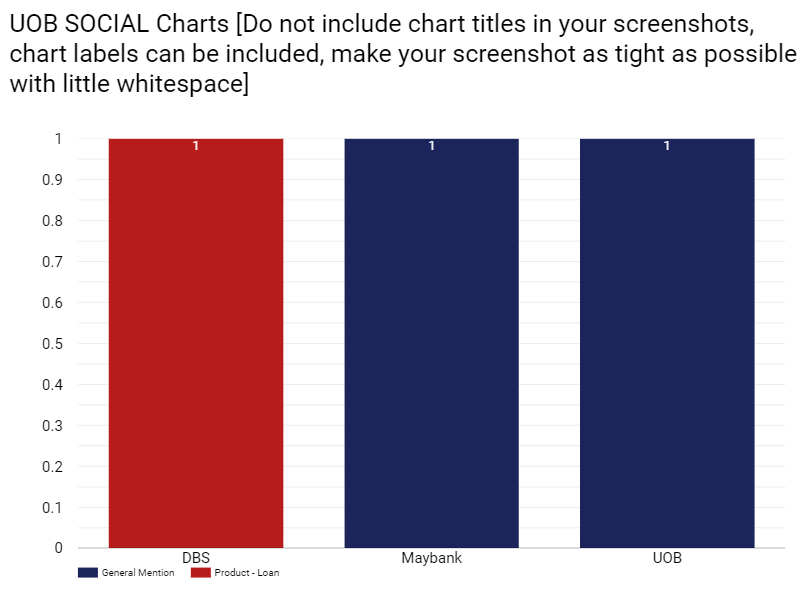 UOB SOCIAL Charts [Do not include chart titles in your screenshots,
chart labels can be included, make your screenshot as tight as possible
with little whitespace]
1
0.9
0.8
0.7
0.6
0.5
0.4
0.3
0.2
0.1
0
1
1
1
DBS
Maybank
UOB
General Mention
Product - Loan